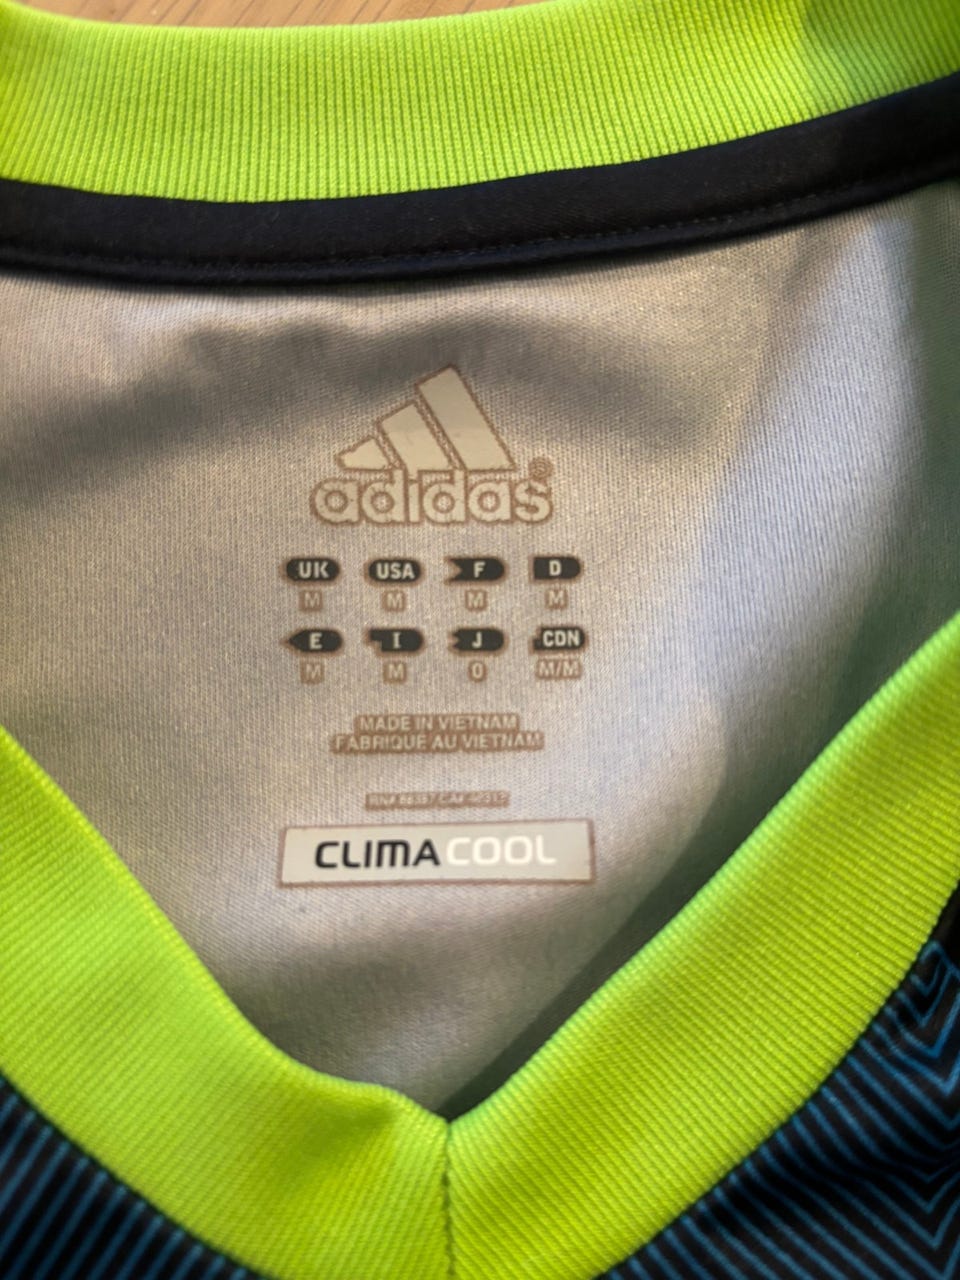 adidas®
UK USA F D
M M M M
E I J CDN
M M O M/M
MADE IN VIETNAM
FABRIQUE AU VIETNAM
CLIMACOOL